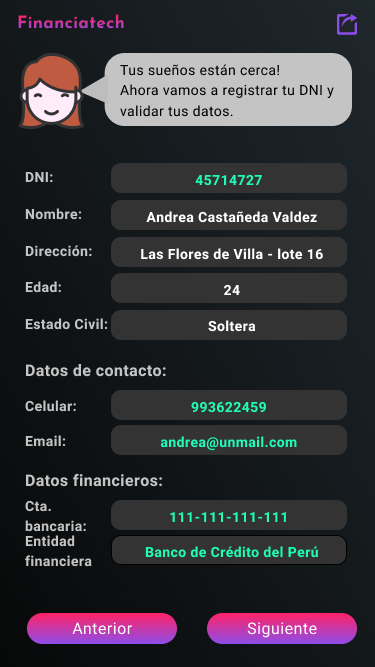 Financiatech
Tus sueños están cerca!
Ahora vamos a registrar tu DNI y
validar tus datos.
DNI: 45714727
Nombre: Andrea Castañeda Valdez
Dirección: Las Flores de Villa - lote 16
Edad: 24
Estado Civil: Soltera
Datos de contacto:
Celular: 993622459
Email: andrea@unmail.com
Datos financieros:
Cta.
bancaria: 111-111-111-111
Entidad
financiera Banco de Crédito del Perú
Anterior Siguiente